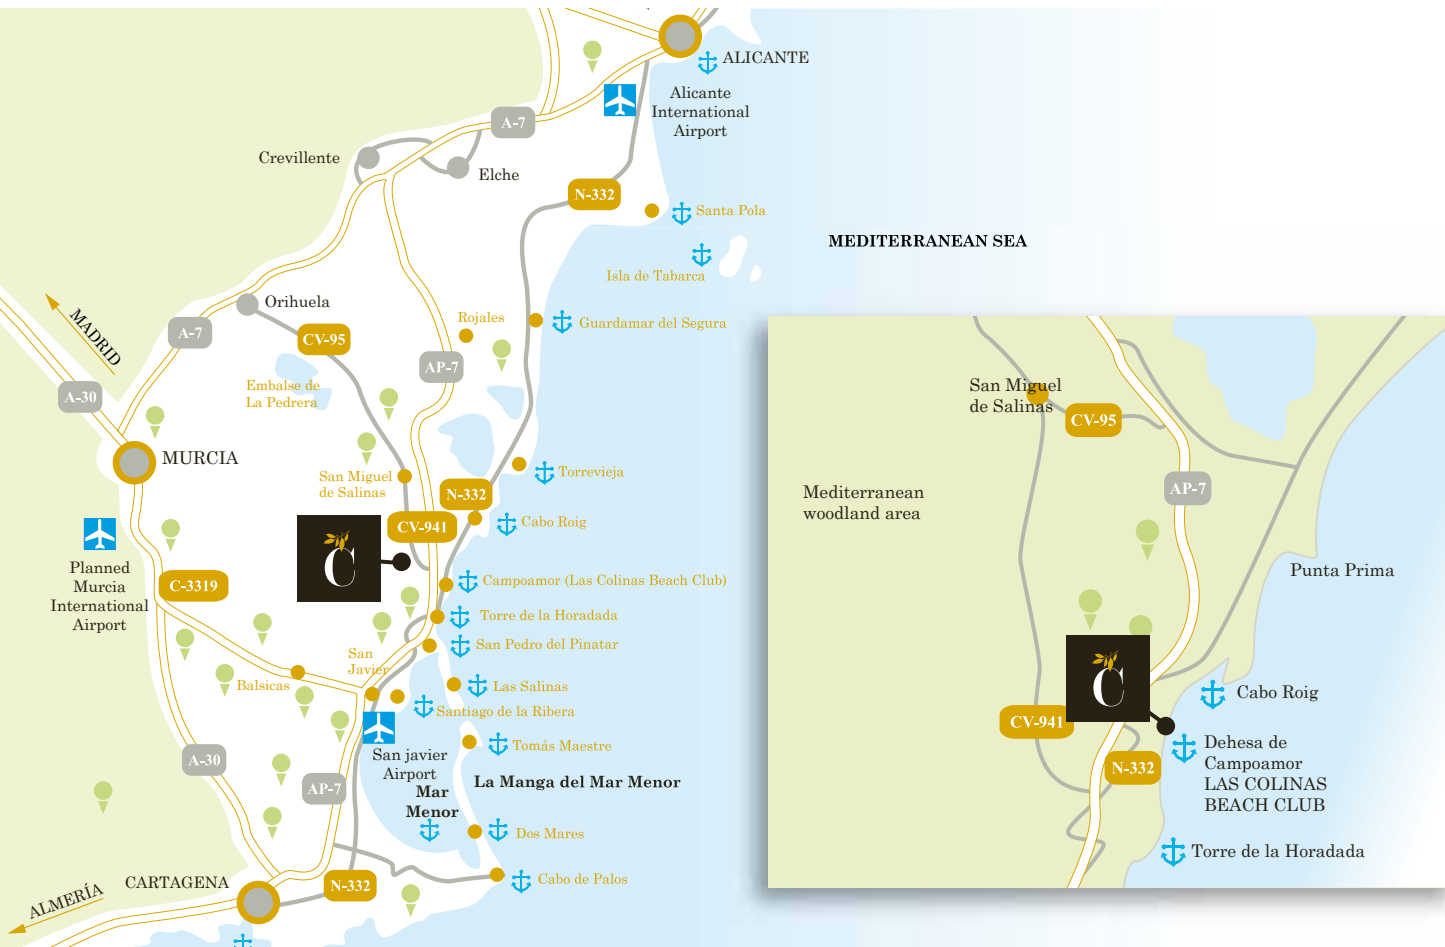 ALICANTE
Alicante
International
Airport
A-7
Crevillente
Elche
N-332
Santa Pola
MEDITERRANEAN SEA
Isla de Tabarca
Orihuela
MADRID
A-7
CV-95
Rojales
Guardamar del Segura
AP-7
Embalse de
La Pedrera
A-30
MURCIA
San Miguel
de Salinas
Torrevieja
N-332
CV-941
Cabo Roig
C
Planned
Murcia
International
Airport
C-3319
Campoamor (Las Colinas Beach Club)
Torre de la Horadada
San Pedro del Pinatar
San
Javier
Balsicas
Las Salinas
Santiago de la Ribera
Tomás Maestre
San javier
Airport
Mar
Menor
La Manga del Mar Menor
A-30
AP-7
Dos Mares
CARTAGENA
N-332
Cabo de Palos
ALMERÍA
San Miguel
de Salinas
CV-95
AP-7
Mediterranean
woodland area
Punta Prima
C
CV-941
Cabo Roig
N-332
Dehesa de
Campoamor
LAS COLINAS
BEACH CLUB
Torre de la Horadada